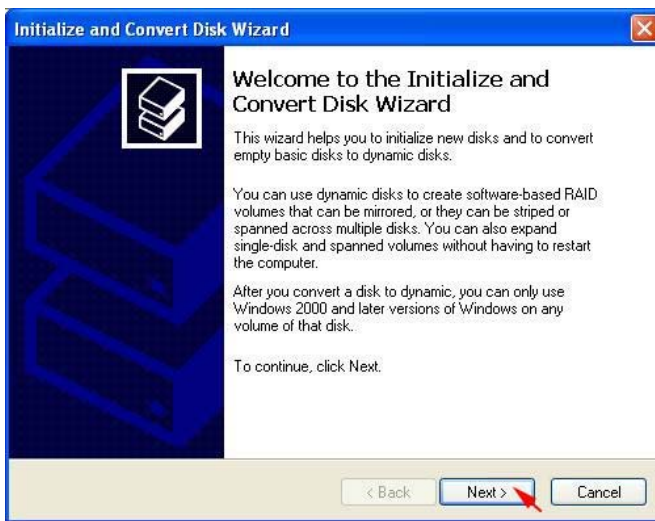 Initialize and Convert Disk Wizard
Welcome to the Initialize and
Convert Disk Wizard
This wizard helps you to initialize new disks and to convert
empty basic disks to dynamic disks.
You can use dynamic disks to create software-based RAID
volumes that can be mirrored, or they can be striped or
spanned across multiple disks. You can also expand
single-disk and spanned volumes without having to restart
the computer.
After you convert a disk to dynamic, you can only use
Windows 2000 and later versions of Windows on any
volume of that disk.
To continue, click Next.
< Back Next > Cancel